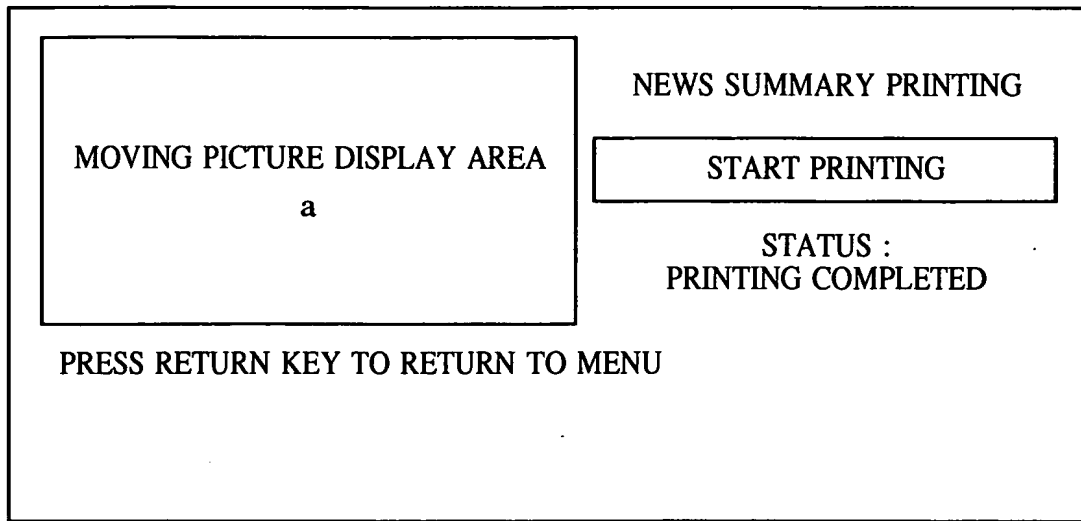 MOVING PICTURE DISPLAY AREA
a
NEWS SUMMARY PRINTING
START PRINTING
STATUS :
PRINTING COMPLETED
PRESS RETURN KEY TO RETURN TO MENU